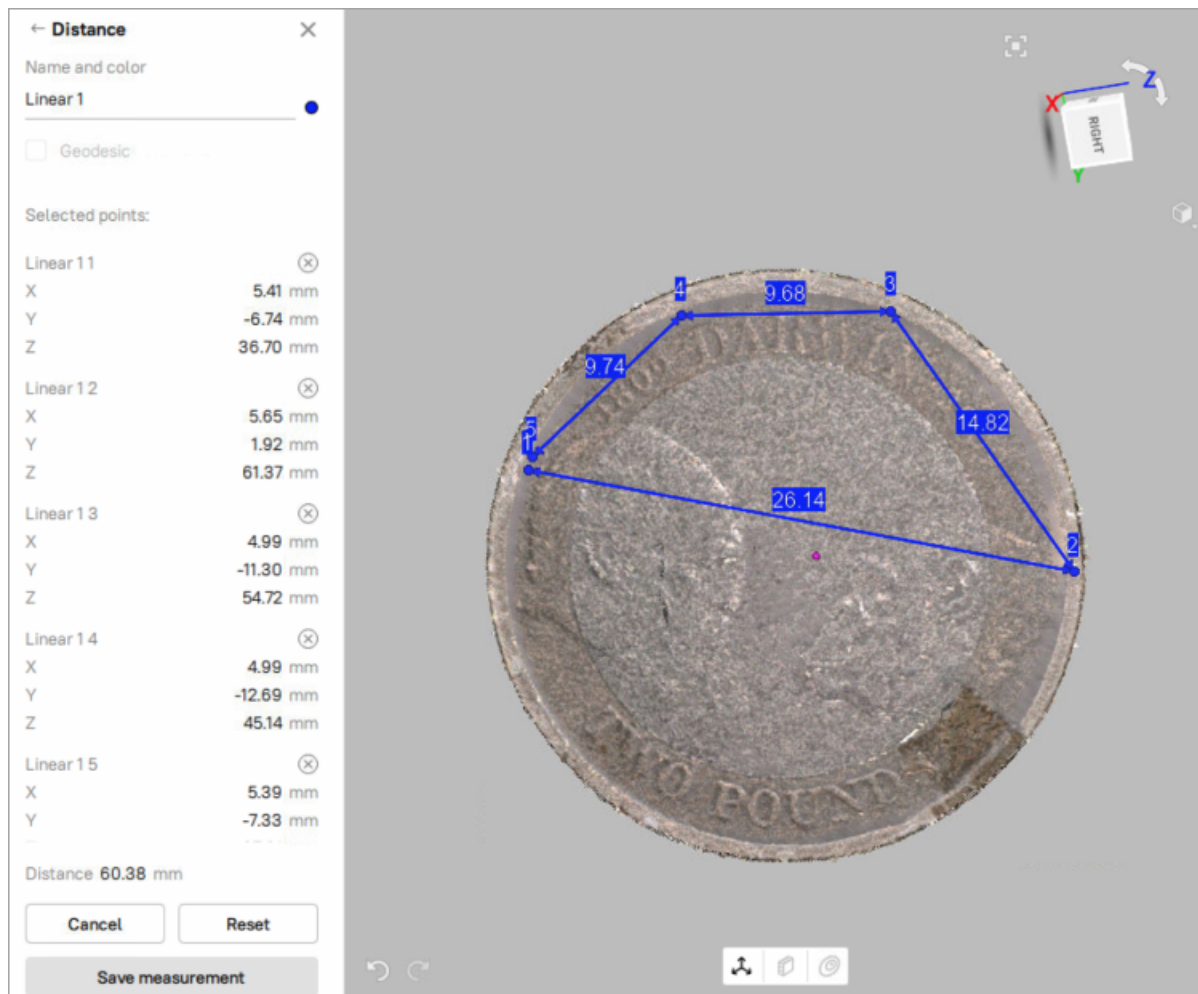 ← Distance
Name and color
Linear 1
Geodesic
Selected points:
Linear 1 1
X 5.41 mm
Y -6.74 mm
Z 36.70 mm
Linear 1 2
X 5.65 mm
Y 1.92 mm
Z 61.37 mm
Linear 1 3
X 4.99 mm
Y -11.30 mm
Z 54.72 mm
Linear 1 4
X 4.99 mm
Y -12.69 mm
Z 45.14 mm
Linear 1 5
X 5.39 mm
Y -7.33 mm
Distance 60.38 mm
Cancel Reset
Save measurement
Z
X
RIGHT
Y
4 9.68 3
DARWIN
9.74
14.82
5
1
26.14
2
TWO POUNDS